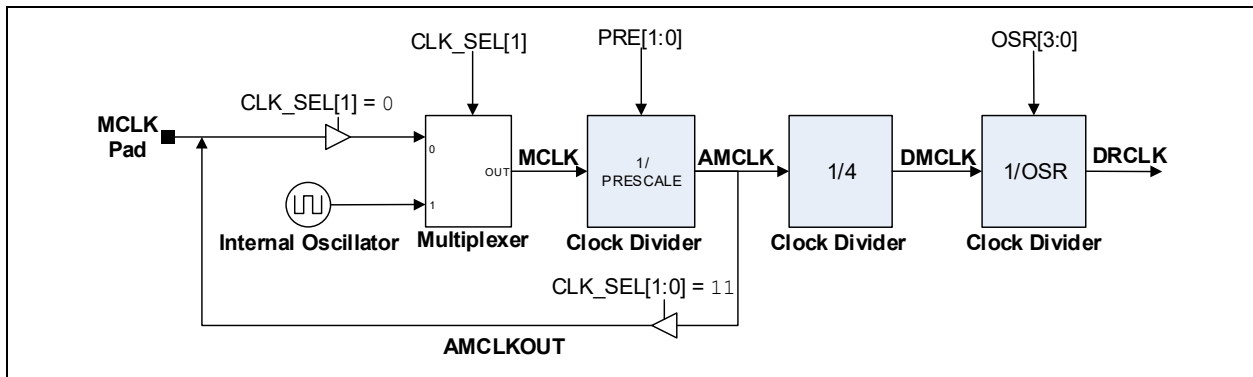 CLK_SEL[1]
PRE[1:0]
OSR[3:0]
CLK_SEL[1] = 0
MCLK
Pad
0
1
OUT
MCLK
1/
PRESCALE
AMCLK
1/4
DMCLK
1/OSR
DRCLK
Internal Oscillator
Multiplexer
Clock Divider
Clock Divider
Clock Divider
CLK_SEL[1:0] = 11
AMCLKOUT